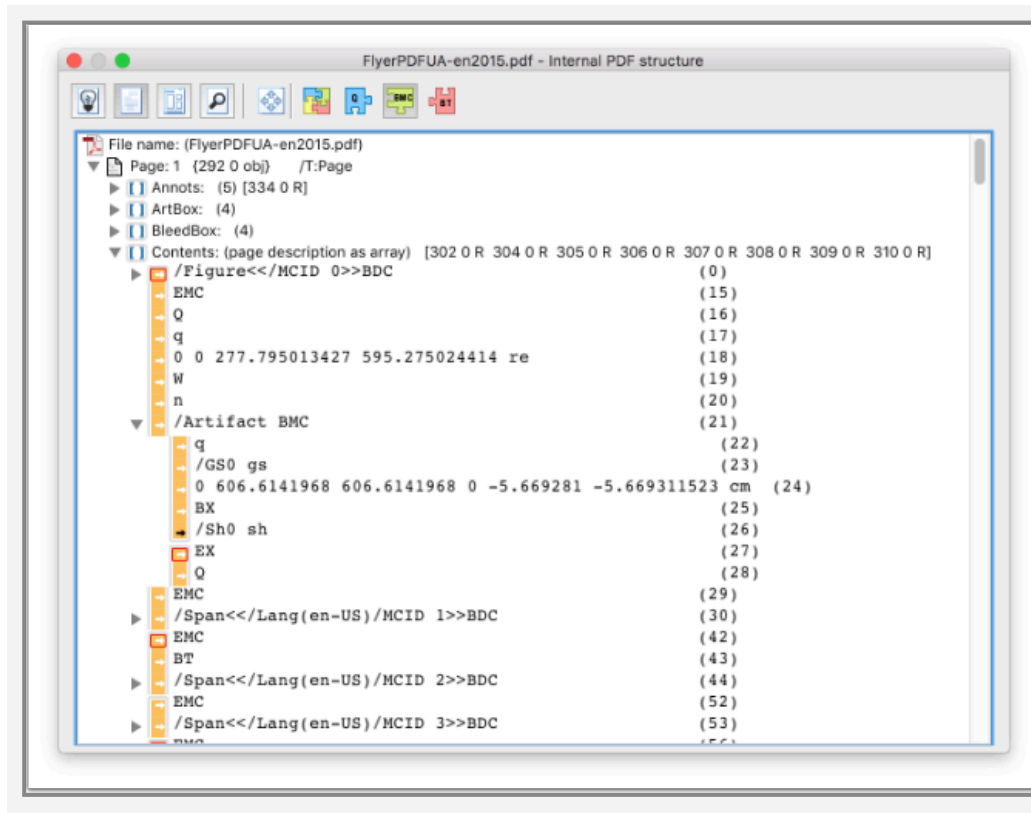 FlyerPDFUA-en2015.pdf - Internal PDF structure
Q EMC BT
File name: (FlyerPDFUA-en2015.pdf)
Page: 1 {292 0 obj} /T:Page
[ ] Annots: (5) [334 0 R]
[ ] ArtBox: (4)
[ ] BleedBox: (4)
[ ] Contents: (page description as array) [302 0 R 304 0 R 305 0 R 306 0 R 307 0 R 308 0 R 309 0 R 310 0 R]
/Figure<</MCID 0>>BDC (0)
EMC (15)
Q (16)
q (17)
0 0 277.795013427 595.275024414 re (18)
W (19)
n (20)
/Artifact BMC (21)
q (22)
/GS0 gs (23)
0 606.6141968 606.6141968 0 -5.669281 -5.669311523 cm (24)
BX (25)
/Sh0 sh (26)
EX (27)
Q (28)
EMC (29)
/Span<</Lang(en-US)/MCID 1>>BDC (30)
EMC (42)
BT (43)
/Span<</Lang(en-US)/MCID 2>>BDC (44)
EMC (52)
/Span<</Lang(en-US)/MCID 3>>BDC (53)